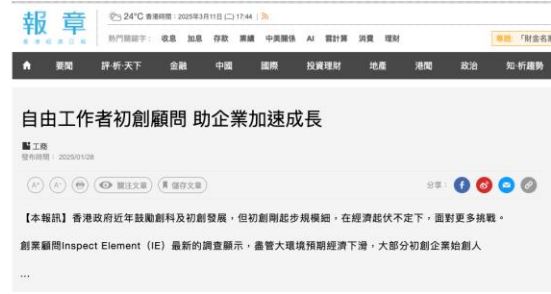 報章
24°C 香港時間：2025年3月11日 (二) 17:44
熱門關鍵字： 收息 加息 存款 業績 中美關係 AI 雲計算 消費 理財
要聞 評·析·天下 金融 中國 國際 投資理財 地產 港聞 政治 知·析趨勢
自由工作者初創顧問 助企業加速成長
工商
發布時間： 2025/01/28
A+ A- 關注文章 儲存文章 分享：
【本報訊】香港政府近年鼓勵創科及初創發展，但初創剛起步規模細，在經濟起伏不定下，面對更多挑戰。
創業顧問Inspect Element（IE）最新的調查顯示，儘管大環境預期經濟下滑，大部分初創企業始創人
...